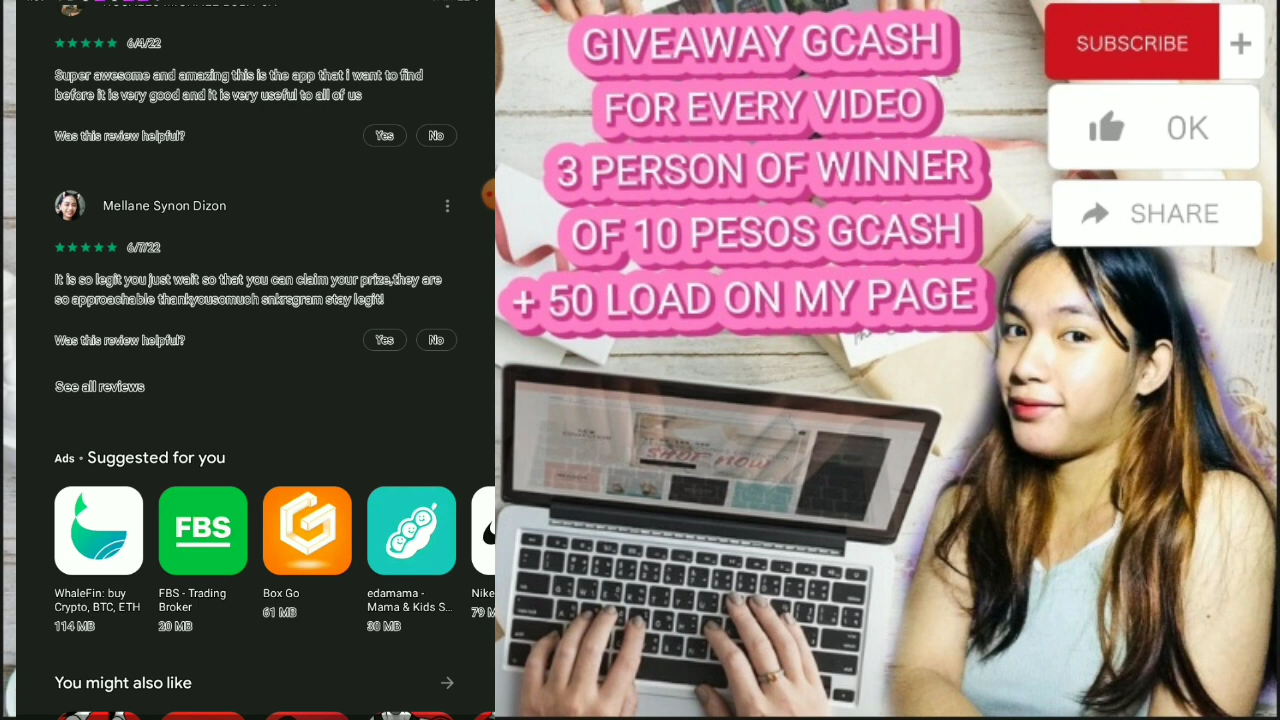 6/4/22
Super awesome and amazing this is the app that i want to find
before it is very good and it is very useful to all of us
Was this review helpful?
Yes
No
Mellane Synon Dizon
6/7/22
It is so legit you just wait so that you can claim your prize,they are
so approachable thankyousomuch snkrsgram stay legit!
Was this review helpful?
Yes
No
See all reviews
Ads • Suggested for you
FBS
WhaleFin: buy
Crypto, BTC, ETH
114 MB
FBS - Trading
Broker
20 MB
Box Go
61 MB
edamama -
Mama & Kids S...
30 MB
Nike
79 M
You might also like
GIVEAWAY GCASH
FOR EVERY VIDEO
3 PERSON OF WINNER
OF 10 PESOS GCASH
+ 50 LOAD ON MY PAGE
SUBSCRIBE
0K
SHARE
SHOP NOW